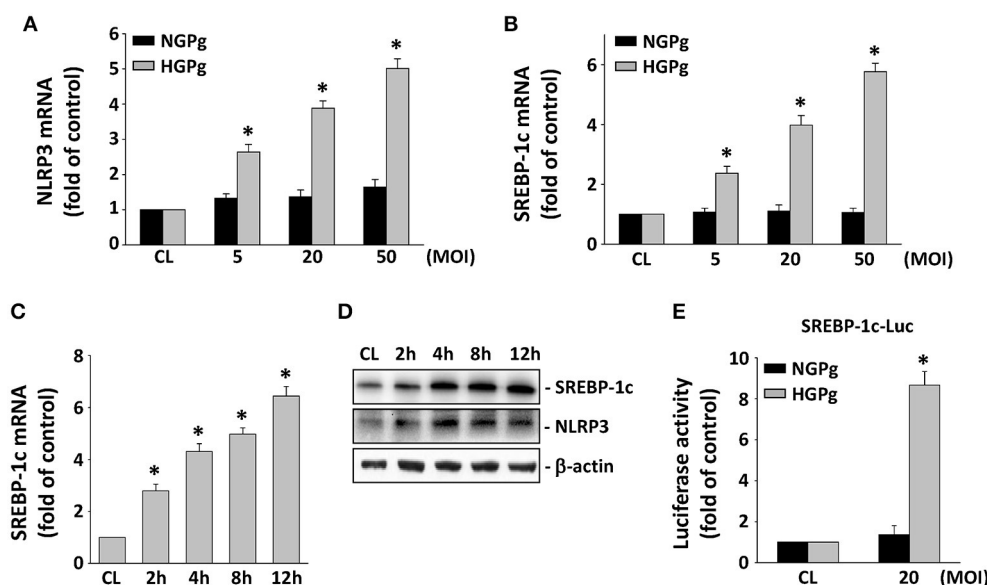 A
NLRP3 mRNA
(fold of control)
6
5
4
3
2
1
0
NGPg
HGPg
*
*
*
CL 5 20 50 (MOI)
B
SREBP-1c mRNA
(fold of control)
6
4
2
0
NGPg
HGPg
*
*
*
CL 5 20 50 (MOI)
C
SREBP-1c mRNA
(fold of control)
8
6
4
2
0
*
*
*
*
CL 2h 4h 8h 12h
D
CL 2h 4h 8h 12h
- SREBP-1c
- NLRP3
- β-actin
E
SREBP-1c-Luc
Luciferase activity
(fold of control)
10
8
6
4
2
0
NGPg
HGPg
*
CL 20 (MOI)